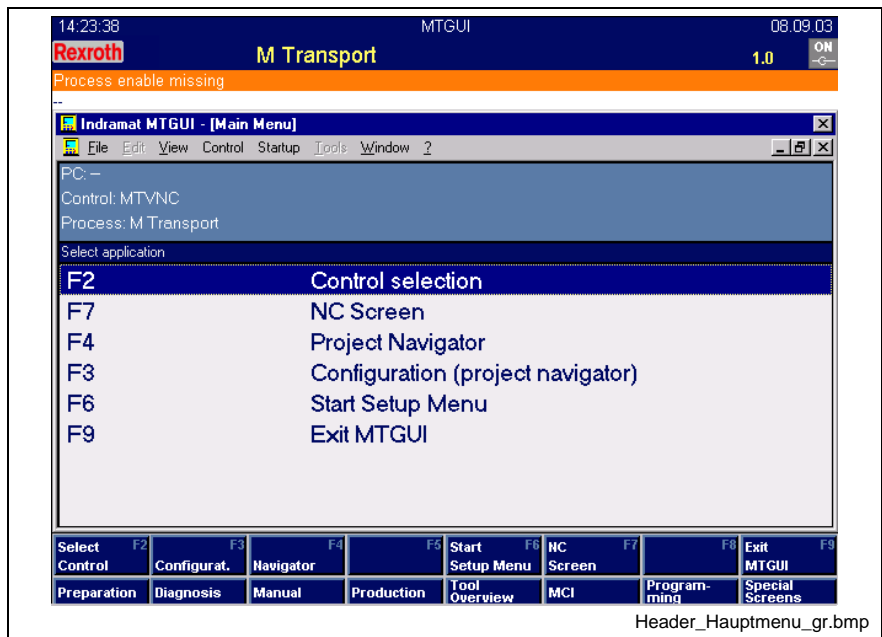 14:23:38 MTGUI 08.09.03
Rexroth M Transport 1.0 ON
Process enable missing
--
Indramat MTGUI - [Main Menu]
File Edit View Control Startup Tools Window ?
PC: –
Control: MTVNC
Process: M Transport
Select application
F2 Control selection
F7 NC Screen
F4 Project Navigator
F3 Configuration (project navigator)
F6 Start Setup Menu
F9 Exit MTGUI
Select F2 F3 F4 F5 Start F6 NC F7 F8 Exit F9
Control Configurat. Navigator Setup Menu Screen MTGUI
Preparation Diagnosis Manual Production Tool Overview MCI Program- ming Special Screens
Header_Hauptmenu_gr.bmp